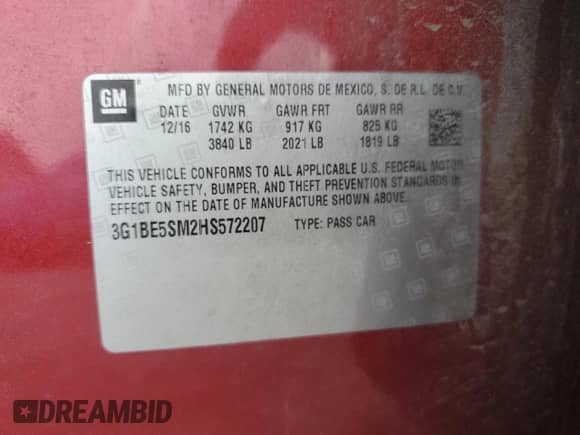 GM
MFD BY GENERAL MOTORS DE MEXICO, S. DE R.L. DE C.V.
DATE GVWR GAWR FRT GAWR RR
12/16 1742 KG 917 KG 825 KG
3840 LB 2021 LB 1819 LB
THIS VEHICLE CONFORMS TO ALL APPLICABLE U.S. FEDERAL MOTOR
VEHICLE SAFETY, BUMPER, AND THEFT PREVENTION STANDARDS IN
EFFECT ON THE DATE OF MANUFACTURE SHOWN ABOVE.
3G1BE5SM2HS572207 TYPE: PASS CAR
DREAMBID